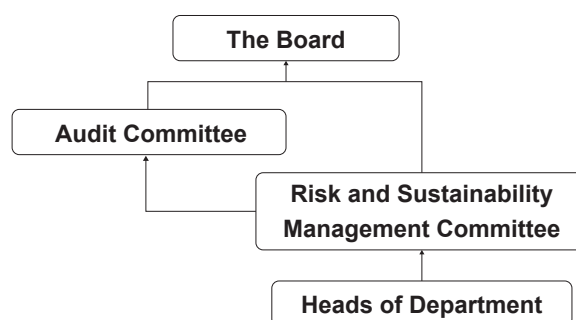 The Board
Audit Committee
Risk and Sustainability
Management Committee
Heads of Department